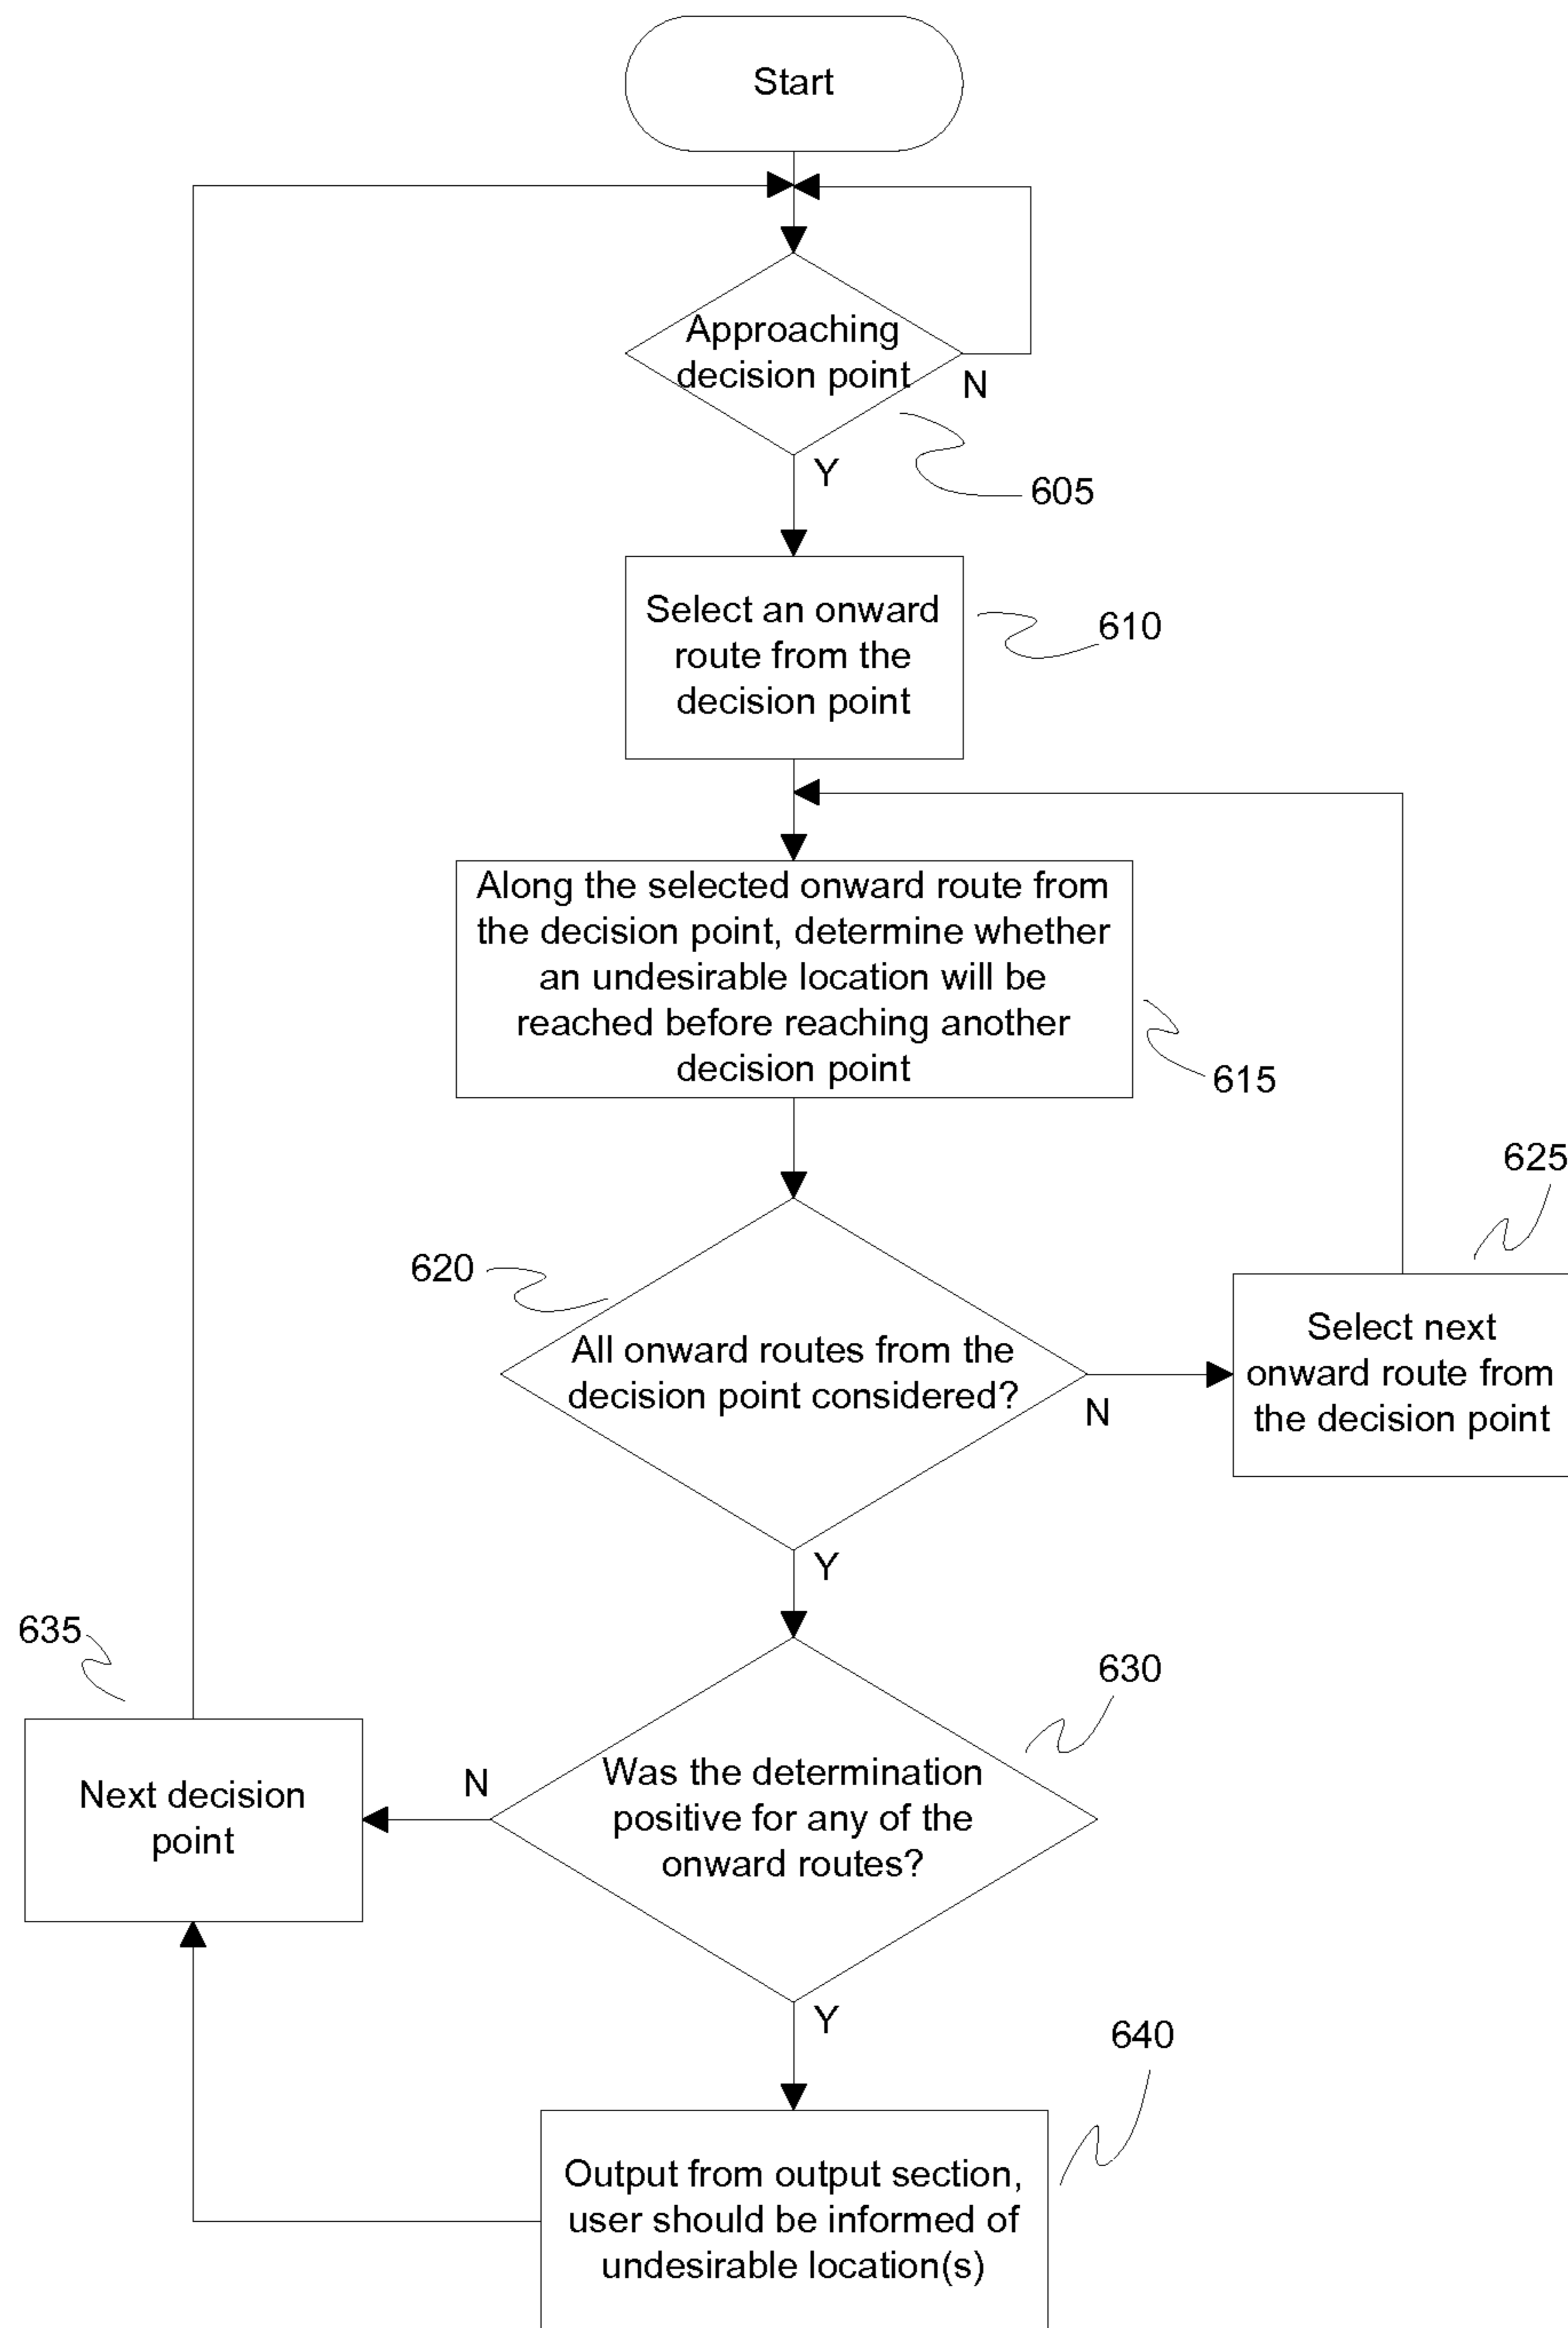 Start
Approaching
decision point
N
Y
605
Select an onward
route from the
decision point
610
Along the selected onward route from
the decision point, determine whether
an undesirable location will be
reached before reaching another
decision point
615
625
620
All onward routes from the
decision point considered?
N
Select next
onward route from
the decision point
Y
635
630
Next decision
point
N
Was the determination
positive for any of the
onward routes?
Y
640
Output from output section,
user should be informed of
undesirable location(s)